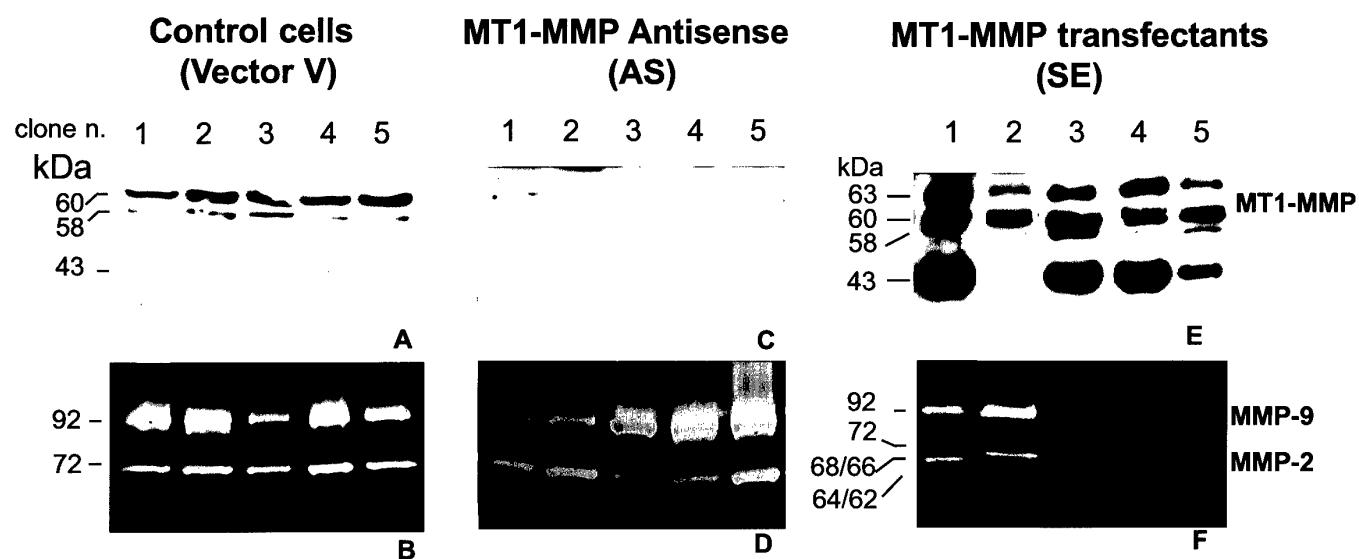 Control cells
(Vector V)
MT1-MMP Antisense
(AS)
MT1-MMP transfectants
(SE)
clone n. 1 2 3 4 5
1 2 3 4 5
1 2 3 4 5
kDa
60
58
43
A
C
kDa
63
60
58
43
MT1-MMP
E
92
72
B
D
92
72
68/66
64/62
MMP-9
MMP-2
F